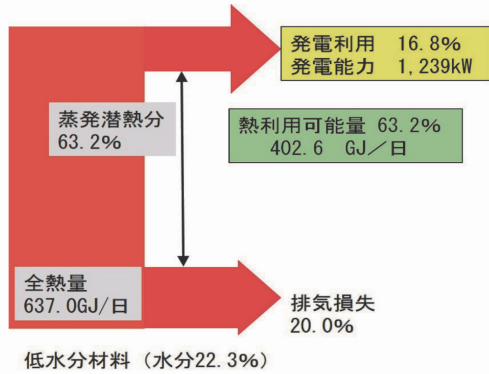 発電利用 16.8%
発電能力 1,239kW
蒸発潜熱分
63.2%
熱利用可能量 63.2%
402.6 GJ／日
全熱量
637.0GJ/日
排気損失
20.0%
低水分材料（水分22.3%）